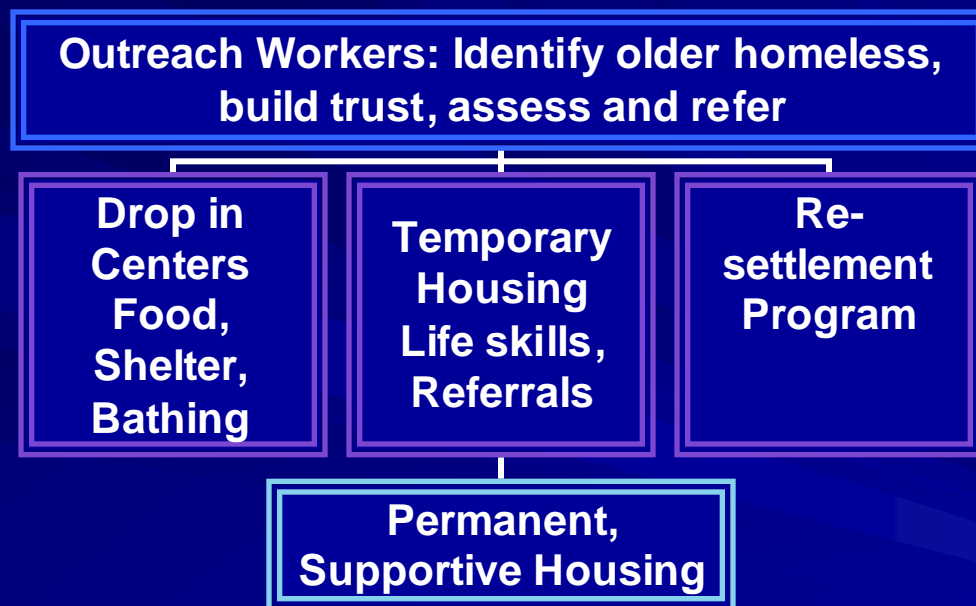 Outreach Workers: Identify older homeless,
build trust, assess and refer
Drop in
Centers
Food,
Shelter,
Bathing
Temporary
Housing
Life skills,
Referrals
Re-
settlement
Program
Permanent,
Supportive Housing